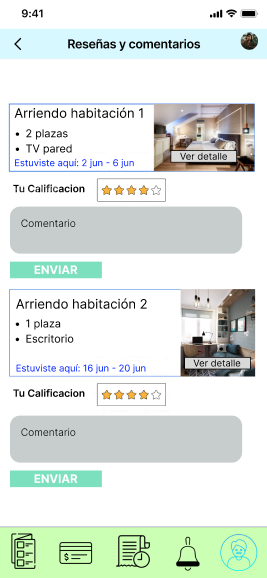 9:41
Reseñas y comentarios
Arriendo habitación 1
• 2 plazas
• TV pared
Estuviste aquí: 2 jun - 6 jun
Ver detalle
Tu Calificacion
Comentario
ENVIAR
Arriendo habitación 2
• 1 plaza
• Escritorio
Estuviste aquí: 16 jun - 20 jun
Ver detalle
Tu Calificacion
Comentario
ENVIAR